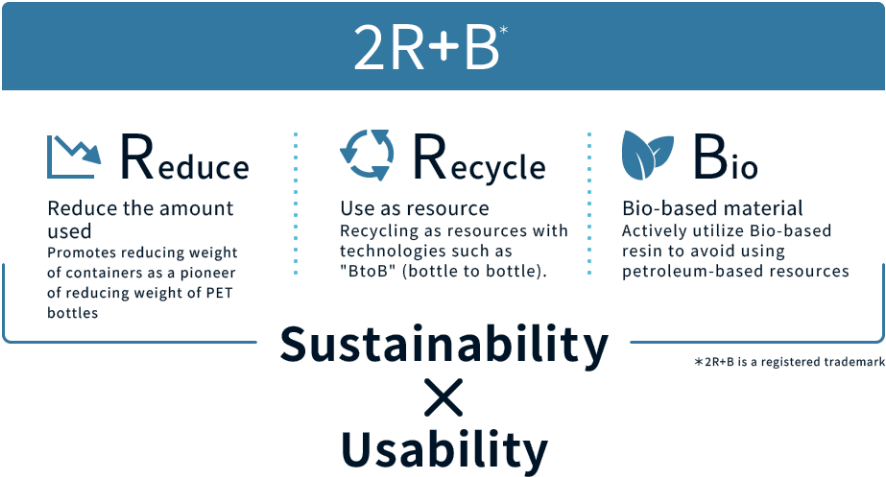 2R+B*
Reduce
Reduce the amount
used
Promotes reducing weight
of containers as a pioneer
of reducing weight of PET
bottles
Recycle
Use as resource
Recycling as resources with
technologies such as
"BtoB" (bottle to bottle).
Bio
Bio-based material
Actively utilize Bio-based
resin to avoid using
petroleum-based resources
Sustainability
×
Usability
＊2R+B is a registered trademark